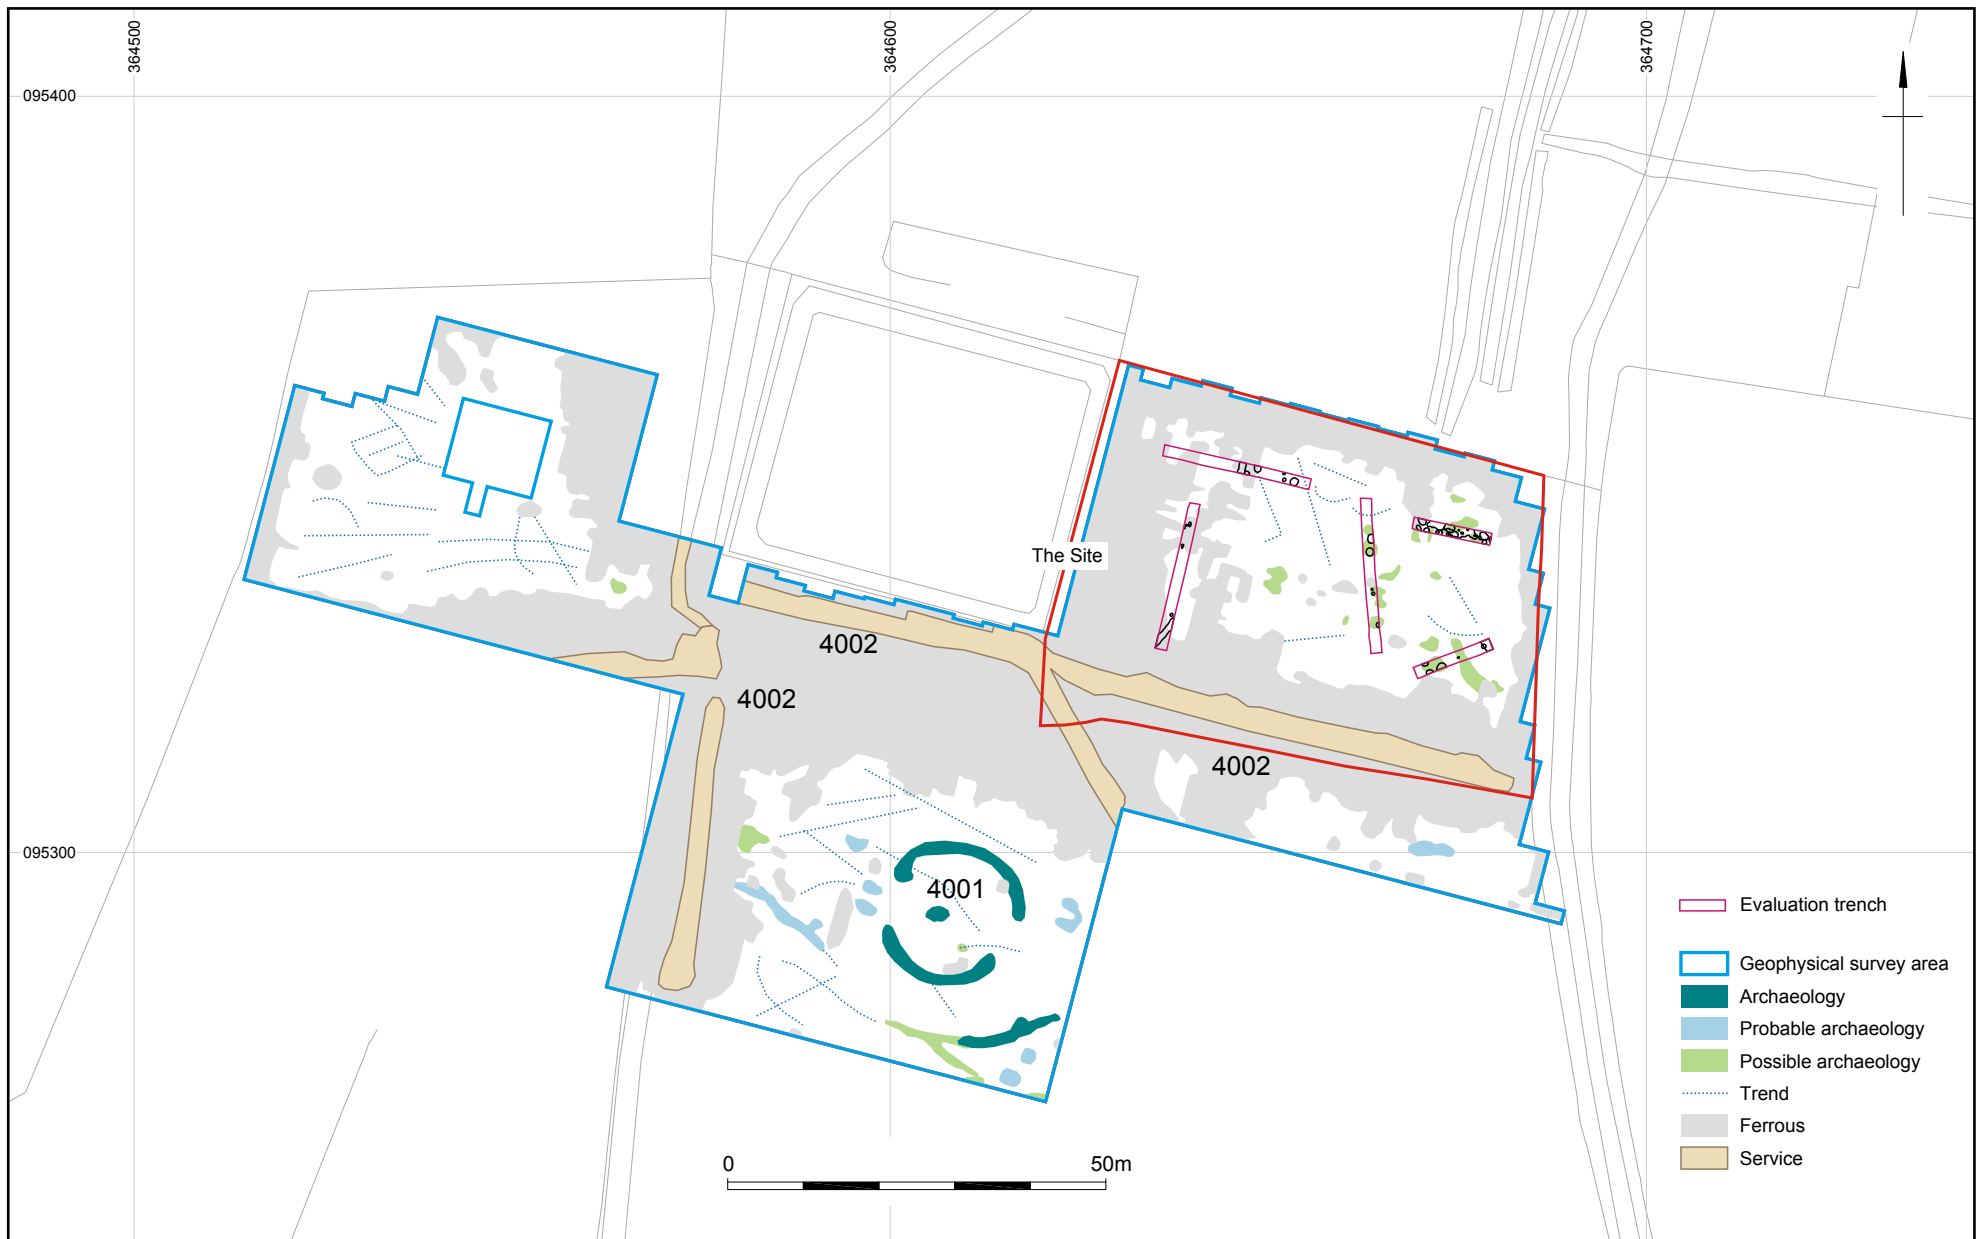 364500
364600
364700
095400
The Site
4002
4002
4002
095300
4001
Evaluation trench
Geophysical survey area
Archaeology
Probable archaeology
Possible archaeology
Trend
Ferrous
Service
0 50m